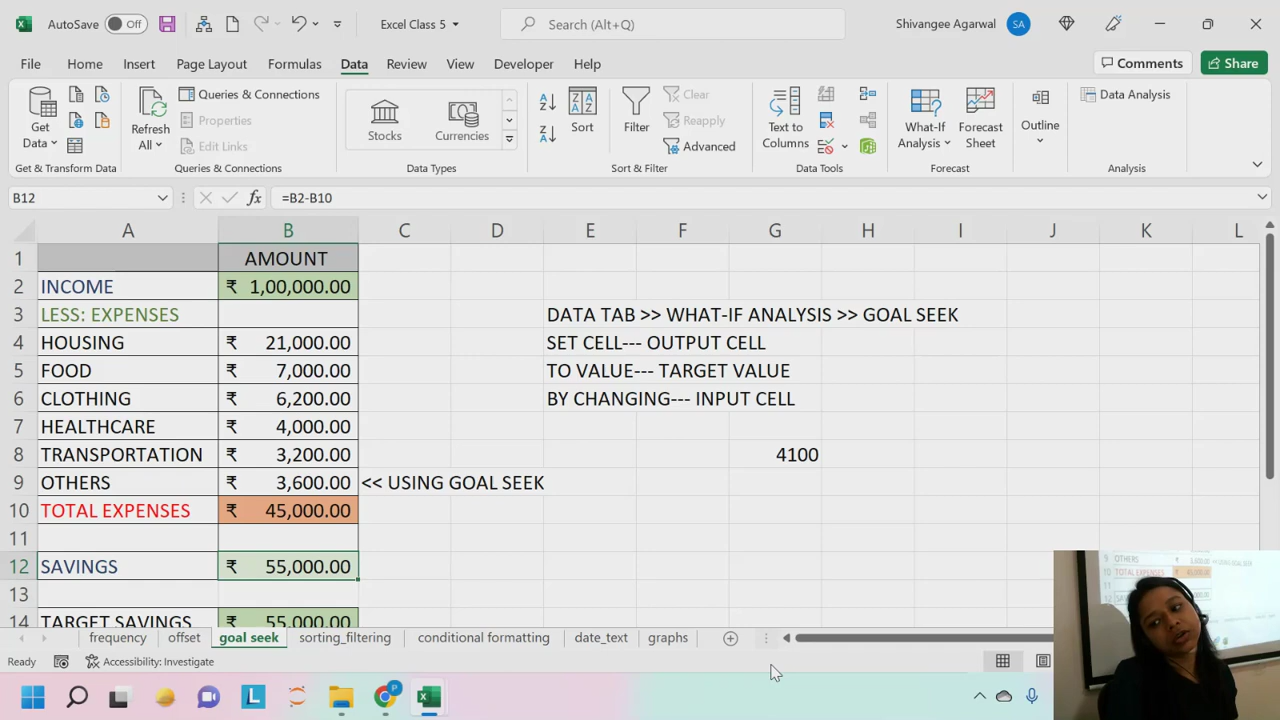 AutoSave Off Excel Class 5 Search (Alt+Q) Shivangee Agarwal SA
File Home Insert Page Layout Formulas Data Review View Developer Help Comments Share
Get Data
Refresh All
Queries & Connections
Properties
Edit Links
Stocks
Currencies
Sort
Filter
Clear
Reapply
Advanced
Text to Columns
What-If Analysis
Forecast Sheet
Outline
Data Analysis
Get & Transform Data Queries & Connections Data Types Sort & Filter Data Tools Forecast Analysis
B12 fx =B2-B10
A B C D E F G H I J K L
1 AMOUNT
2 INCOME ₹ 1,00,000.00
3 LESS: EXPENSES DATA TAB >> WHAT-IF ANALYSIS >> GOAL SEEK
4 HOUSING ₹ 21,000.00 SET CELL--- OUTPUT CELL
5 FOOD ₹ 7,000.00 TO VALUE--- TARGET VALUE
6 CLOTHING ₹ 6,200.00 BY CHANGING--- INPUT CELL
7 HEALTHCARE ₹ 4,000.00
8 TRANSPORTATION ₹ 3,200.00 4100
9 OTHERS ₹ 3,600.00 << USING GOAL SEEK
10 TOTAL EXPENSES ₹ 45,000.00
11
12 SAVINGS ₹ 55,000.00
13
14 TARGET SAVINGS ₹ 55,000.00
frequency offset goal seek sorting_filtering conditional formatting date_text graphs
Ready Accessibility: Investigate